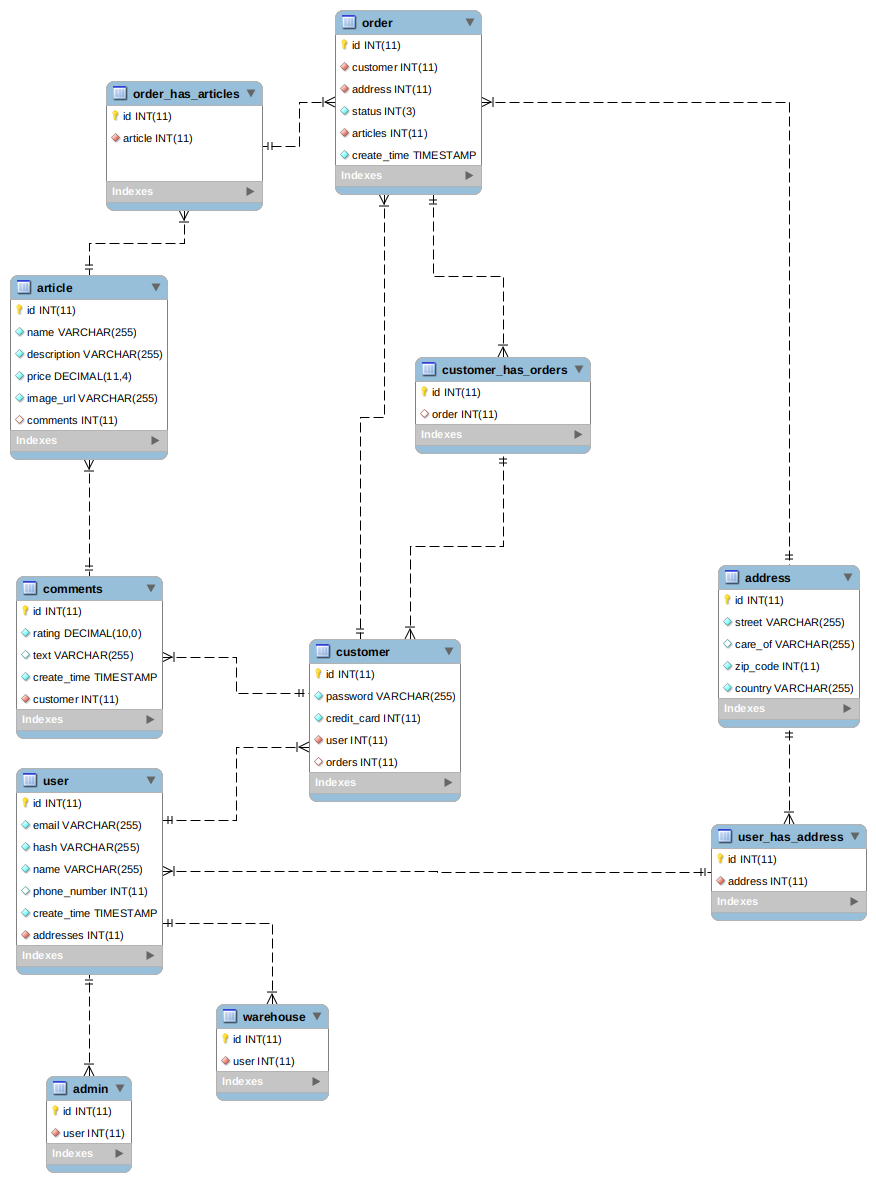 order
id INT(11)
customer INT(11)
address INT(11)
status INT(3)
articles INT(11)
create_time TIMESTAMP
Indexes
order_has_articles
id INT(11)
article INT(11)
Indexes
article
id INT(11)
name VARCHAR(255)
description VARCHAR(255)
price DECIMAL(11,4)
image_url VARCHAR(255)
comments INT(11)
Indexes
customer_has_orders
id INT(11)
order INT(11)
Indexes
comments
id INT(11)
rating DECIMAL(10,0)
text VARCHAR(255)
create_time TIMESTAMP
customer INT(11)
Indexes
customer
id INT(11)
password VARCHAR(255)
credit_card INT(11)
user INT(11)
orders INT(11)
Indexes
address
id INT(11)
street VARCHAR(255)
care_of VARCHAR(255)
zip_code INT(11)
country VARCHAR(255)
Indexes
user
id INT(11)
email VARCHAR(255)
hash VARCHAR(255)
name VARCHAR(255)
phone_number INT(11)
create_time TIMESTAMP
addresses INT(11)
Indexes
user_has_address
id INT(11)
address INT(11)
Indexes
warehouse
id INT(11)
user INT(11)
Indexes
admin
id INT(11)
user INT(11)
Indexes